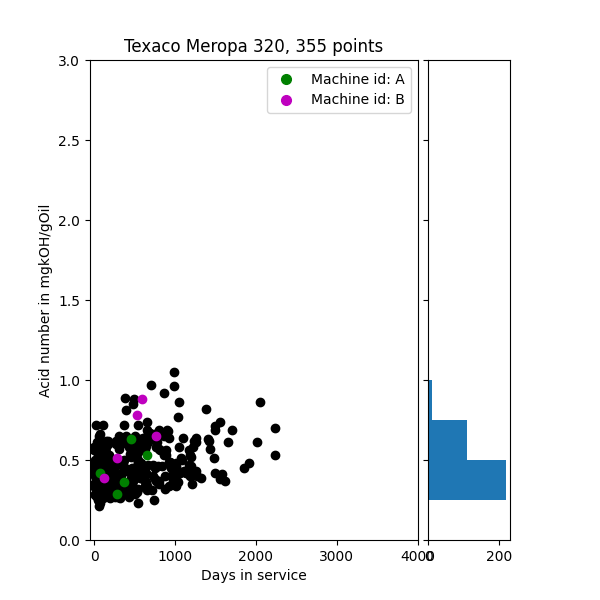 Texaco Meropa 320, 355 points
Machine id: A
Machine id: B
Acid number in mgkOH/gOil
3.0
2.5
2.0
1.5
1.0
0.5
0.0
0 1000 2000 3000 4000
0 200
Days in service